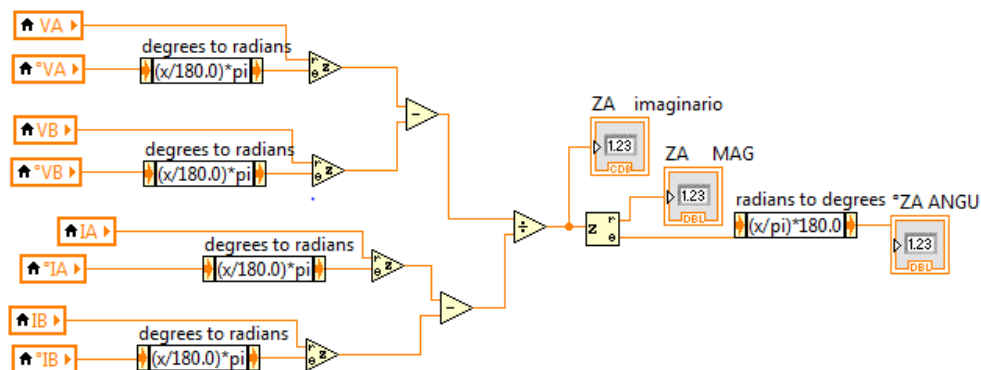 VA
degrees to radians
°VA
(x/180.0)*pi
r
θ
z
−
VB
degrees to radians
°VB
(x/180.0)*pi
r
θ
z
ZA imaginario
1.23
CDB
ZA MAG
1.23
DBL
÷
z
r
θ
radians to degrees
(x/pi)*180.0
°ZA ANGU
1.23
DBL
IA
degrees to radians
°IA
(x/180.0)*pi
r
θ
z
−
IB
degrees to radians
°IB
(x/180.0)*pi
r
θ
z